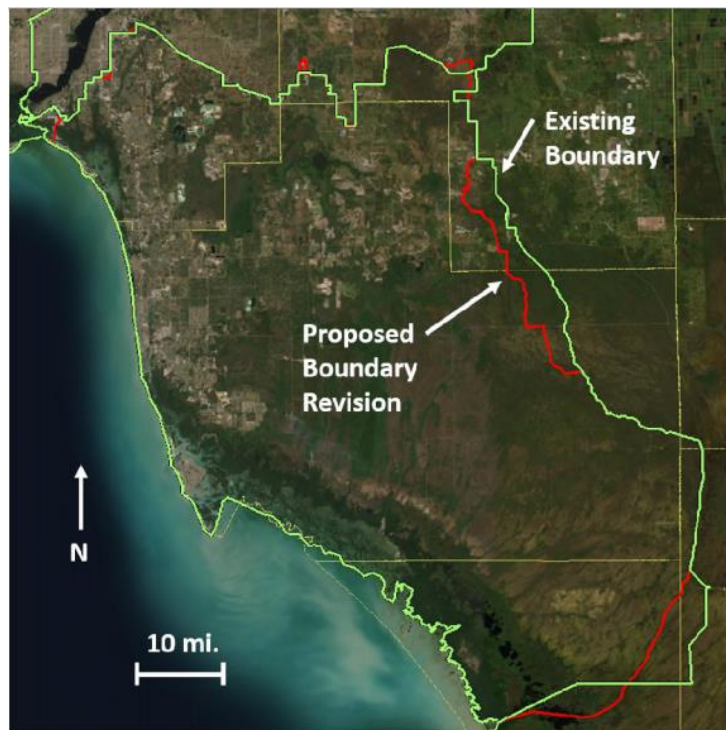 Existing
Boundary
Proposed
Boundary
Revision
N
10 mi.